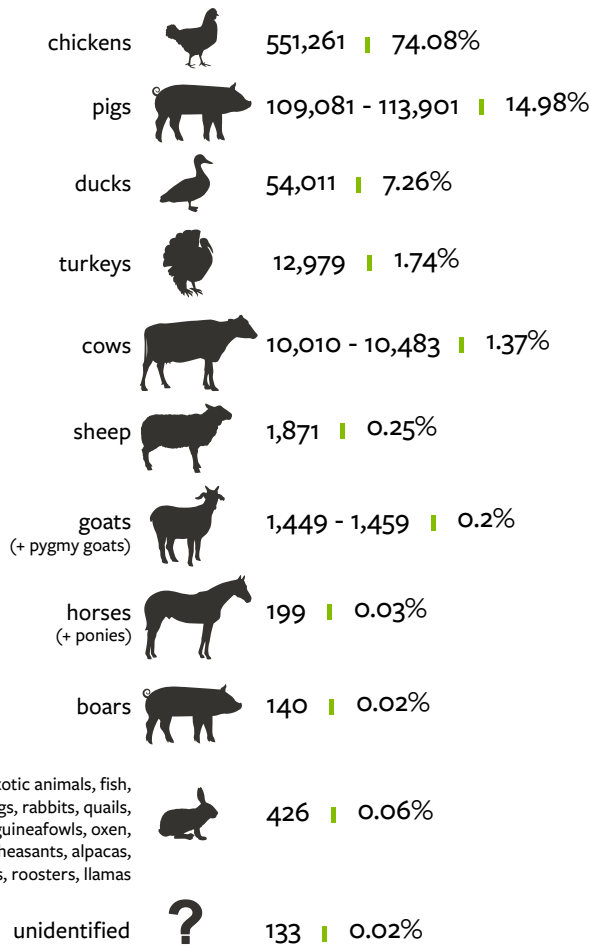 chickens 551,261 74.08%
pigs 109,081 - 113,901 14.98%
ducks 54,011 7.26%
turkeys 12,979 1.74%
cows 10,010 - 10,483 1.37%
sheep 1,871 0.25%
goats 1,449 - 1,459 0.2%
(+ pygmy goats)
horses 199 0.03%
(+ ponies)
boars 140 0.02%
animals, fish,
rabbits, quails,
guineafowls, oxen,
alpacas,
426 0.06%
roosters, llamas
unidentified ? 133 0.02%